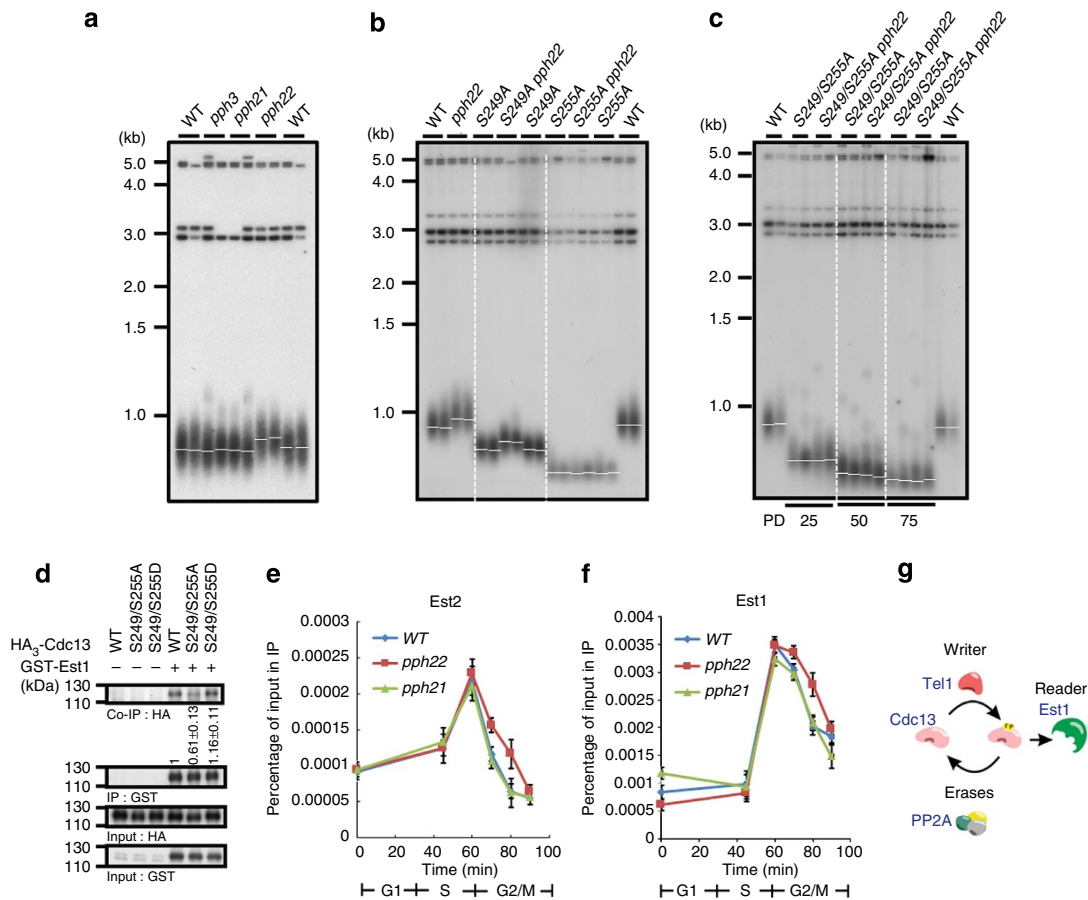 a
WT
pph3
pph21
pph22
WT
(kb)
5.0
4.0
3.0
2.0
1.5
1.0
b
WT
pph22
S249A
S249A pph22
S249A
S255A
S255A pph22
S255A
WT
(kb)
5.0
4.0
3.0
2.0
1.5
1.0
c
WT
S249/S255A
S249/S255A pph22
S249/S255A
S249/S255A pph22
S249/S255A
S249/S255A pph22
WT
(kb)
5.0
4.0
3.0
2.0
1.5
1.0
PD 25 50 75
d
WT
S249/S255A
S249/S255D
WT
S249/S255A
S249/S255D
HA3-Cdc13
GST-Est1 – – – + + +
(kDa)
130
110
Co-IP : HA
1
0.61±0.13
1.16±0.11
130
110
IP : GST
130
110
Input : HA
130
110
Input : GST
e
Est2
Percentage of input in IP
0.0003
0.00025
0.0002
0.00015
0.0001
0.00005
0
WT
pph22
pph21
0 20 40 60 80 100
Time (min)
G1 S G2/M
f
Est1
Percentage of input in IP
0.004
0.0035
0.003
0.0025
0.002
0.0015
0.001
0.0005
0
WT
pph22
pph21
0 20 40 60 80 100
Time (min)
G1 S G2/M
g
Writer
Tel1
Reader
Est1
Cdc13
Erases
PP2A